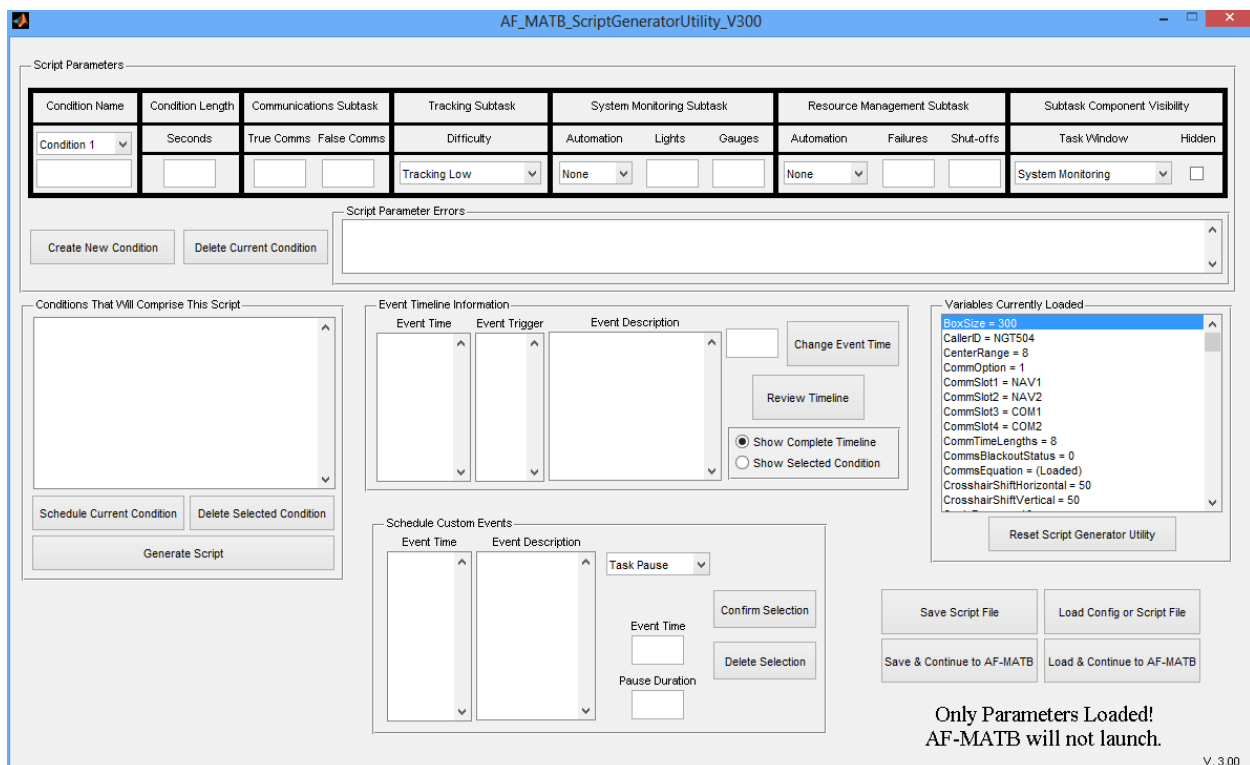 AF_MATB_ScriptGeneratorUtility_V300
Script Parameters
Condition Name Condition Length Communications Subtask Tracking Subtask System Monitoring Subtask Resource Management Subtask Subtask Component Visibility
Condition 1 Seconds True Comms False Comms Difficulty Automation Lights Gauges Automation Failures Shut-offs Task Window Hidden
Tracking Low None None System Monitoring
Script Parameter Errors
Create New Condition Delete Current Condition
Conditions That Will Comprise This Script
Schedule Current Condition Delete Selected Condition
Generate Script
Event Timeline Information
Event Time Event Trigger Event Description
Change Event Time
Review Timeline
Show Complete Timeline
Show Selected Condition
Variables Currently Loaded
BoxSize = 300
CallerID = NGT504
CenterRange = 8
CommOption = 1
CommSlot1 = NAV1
CommSlot2 = NAV2
CommSlot3 = COM1
CommSlot4 = COM2
CommTimeLengths = 8
CommsBlackoutStatus = 0
CommsEquation = (Loaded)
CrosshairShiftHorizontal = 50
CrosshairShiftVertical = 50
Reset Script Generator Utility
Schedule Custom Events
Event Time Event Description
Task Pause
Confirm Selection
Event Time
Delete Selection
Pause Duration
Save Script File Load Config or Script File
Save & Continue to AF-MATB Load & Continue to AF-MATB
Only Parameters Loaded!
AF-MATB will not launch.
V. 3.00